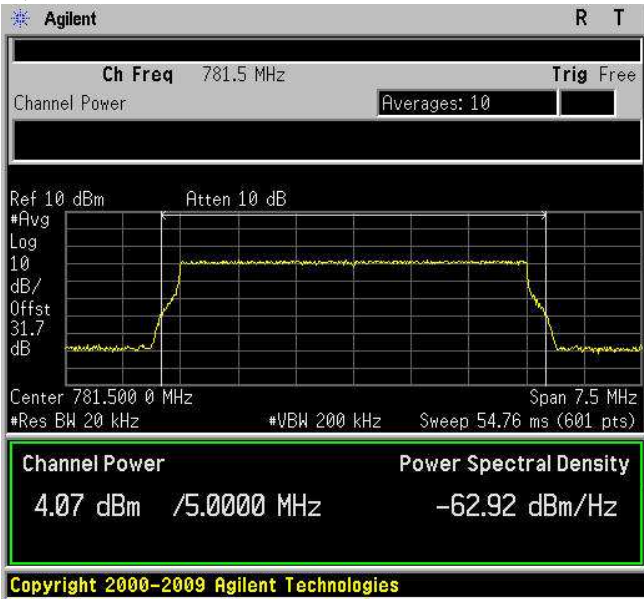 Agilent R T
Ch Freq 781.5 MHz Trig Free
Channel Power Averages: 10
Ref 10 dBm Atten 10 dB
#Avg
Log
10
dB/
Offst
31.7
dB
Center 781.500 0 MHz Span 7.5 MHz
#Res BW 20 kHz #VBW 200 kHz Sweep 54.76 ms (601 pts)
Channel Power Power Spectral Density
4.07 dBm /5.0000 MHz -62.92 dBm/Hz
Copyright 2000-2009 Agilent Technologies